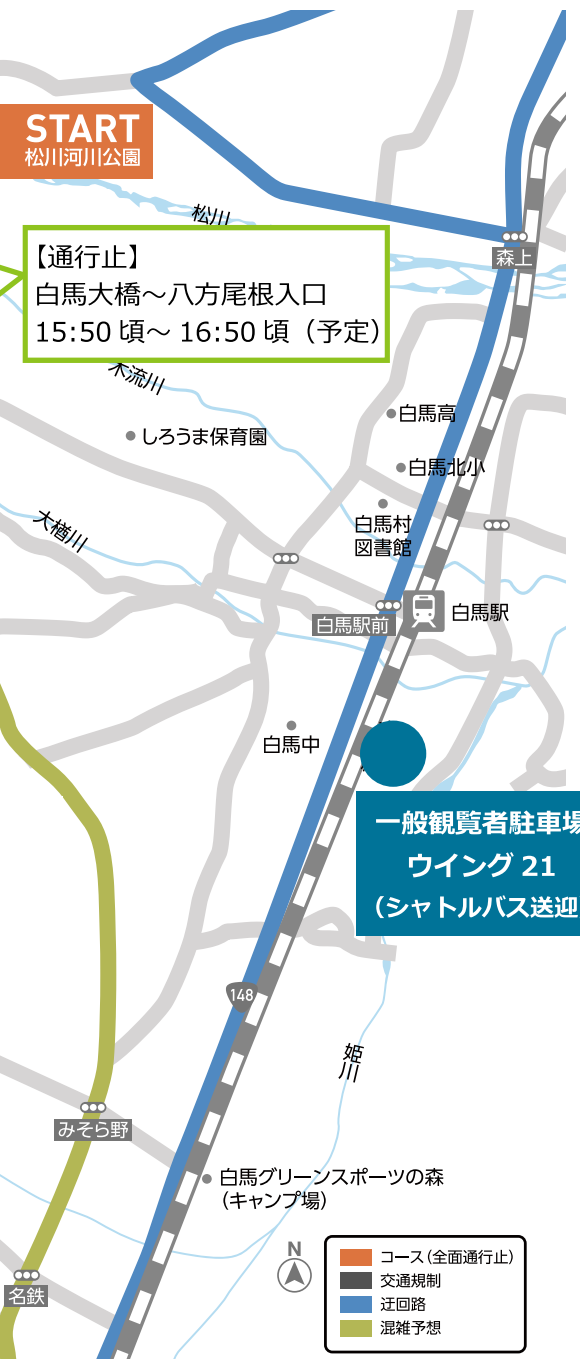 START
松川河川公園
松川
【通行止】
白馬大橋～八方尾根入口
15:50 頃～ 16:50 頃（予定）
森上
木流川
白馬高
しろうま保育園
白馬北小
白馬村
図書館
大楢川
白馬駅前
白馬駅
白馬中
一般観覧者駐車場
ウイング 21
（シャトルバス送迎
148
姫川
みそら野
白馬グリーンスポーツの森
（キャンプ場）
名鉄
N
コース（全面通行止）
交通規制
迂回路
混雑予想